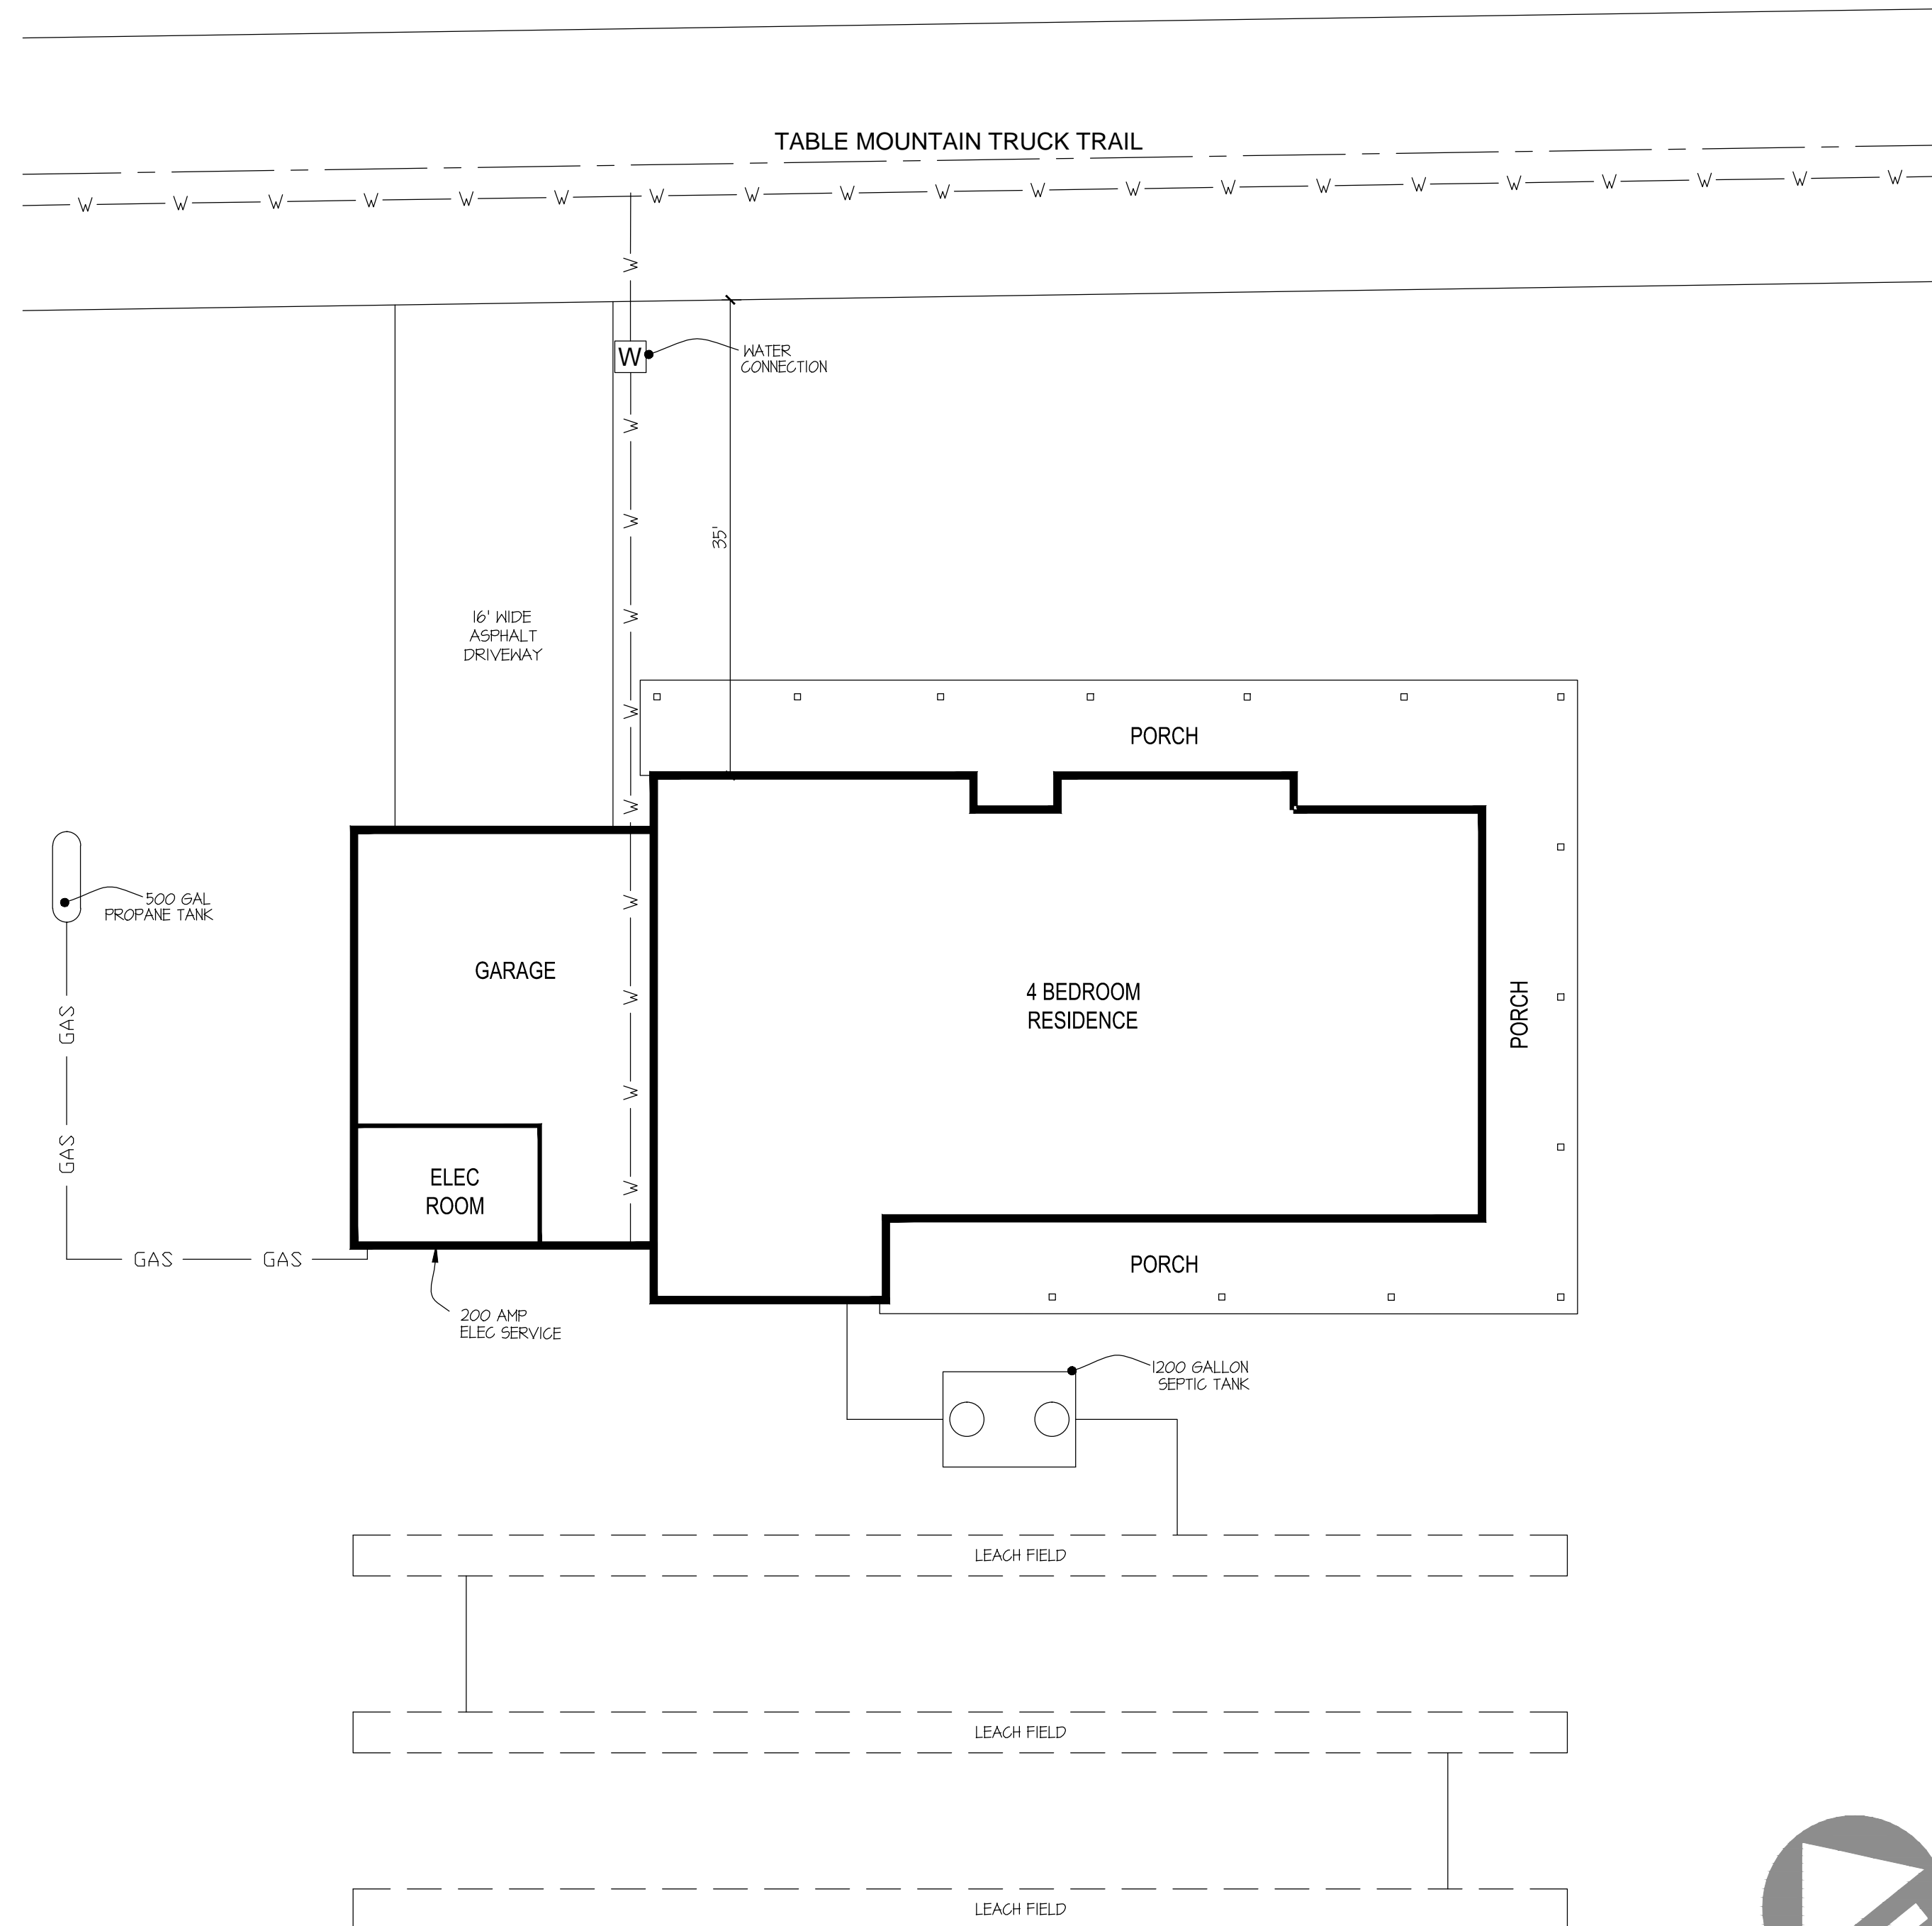 TABLE MOUNTAIN TRUCK TRAIL
W W W W W W W W W W W W W W W W W W W W
W
W
WATER
CONNECTION
W
W
35'
W
16' WIDE
ASPHALT
DRIVEWAY
W
PORCH
W
500 GAL
PROPANE TANK
W
GARAGE
4 BEDROOM
RESIDENCE
PORCH
W
GAS
W
GAS
ELEC
ROOM
W
GAS GAS
PORCH
200 AMP
ELEC SERVICE
1200 GALLON
SEPTIC TANK
LEACH FIELD
LEACH FIELD
LEACH FIELD